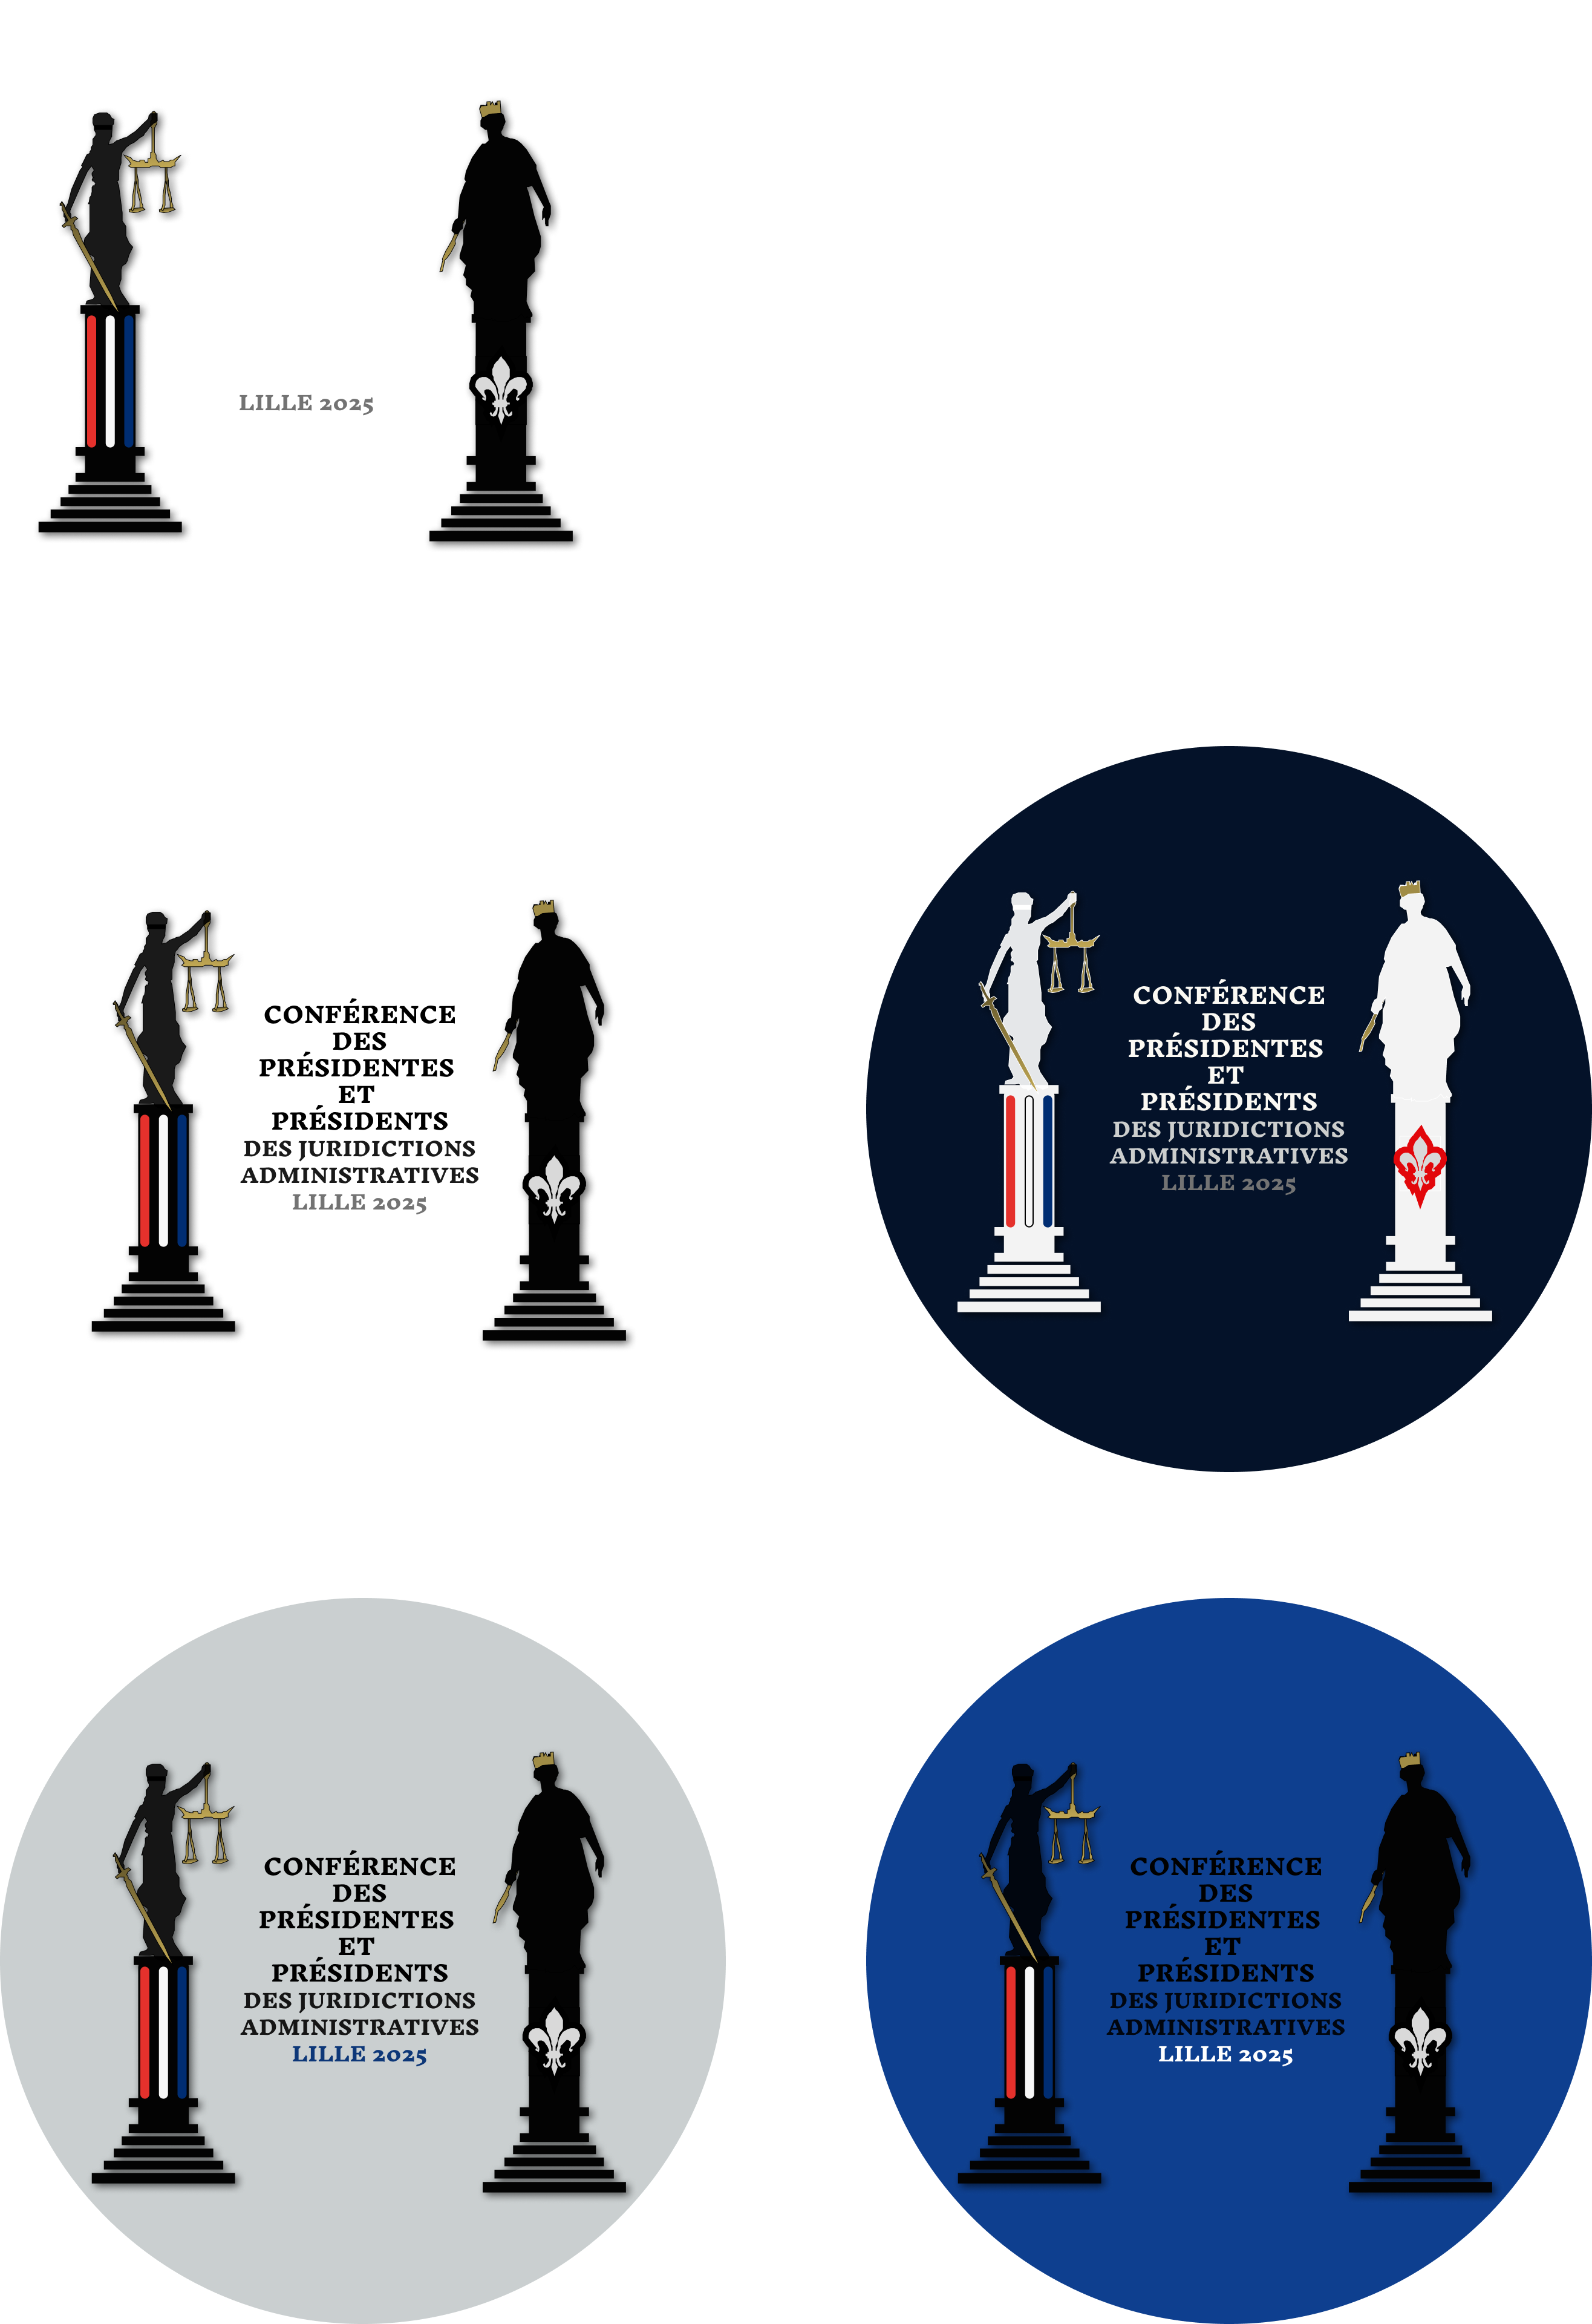 LILLE 2025
CONFÉRENCE
DES
PRÉSIDENTES
ET
PRÉSIDENTS
DES JURIDICTIONS
ADMINISTRATIVES
LILLE 2025
CONFÉRENCE
DES
PRÉSIDENTES
ET
PRÉSIDENTS
DES JURIDICTIONS
ADMINISTRATIVES
LILLE 2025
CONFÉRENCE
DES
PRÉSIDENTES
ET
PRÉSIDENTS
DES JURIDICTIONS
ADMINISTRATIVES
LILLE 2025
CONFÉRENCE
DES
PRÉSIDENTES
ET
PRÉSIDENTS
DES JURIDICTIONS
ADMINISTRATIVES
LILLE 2025